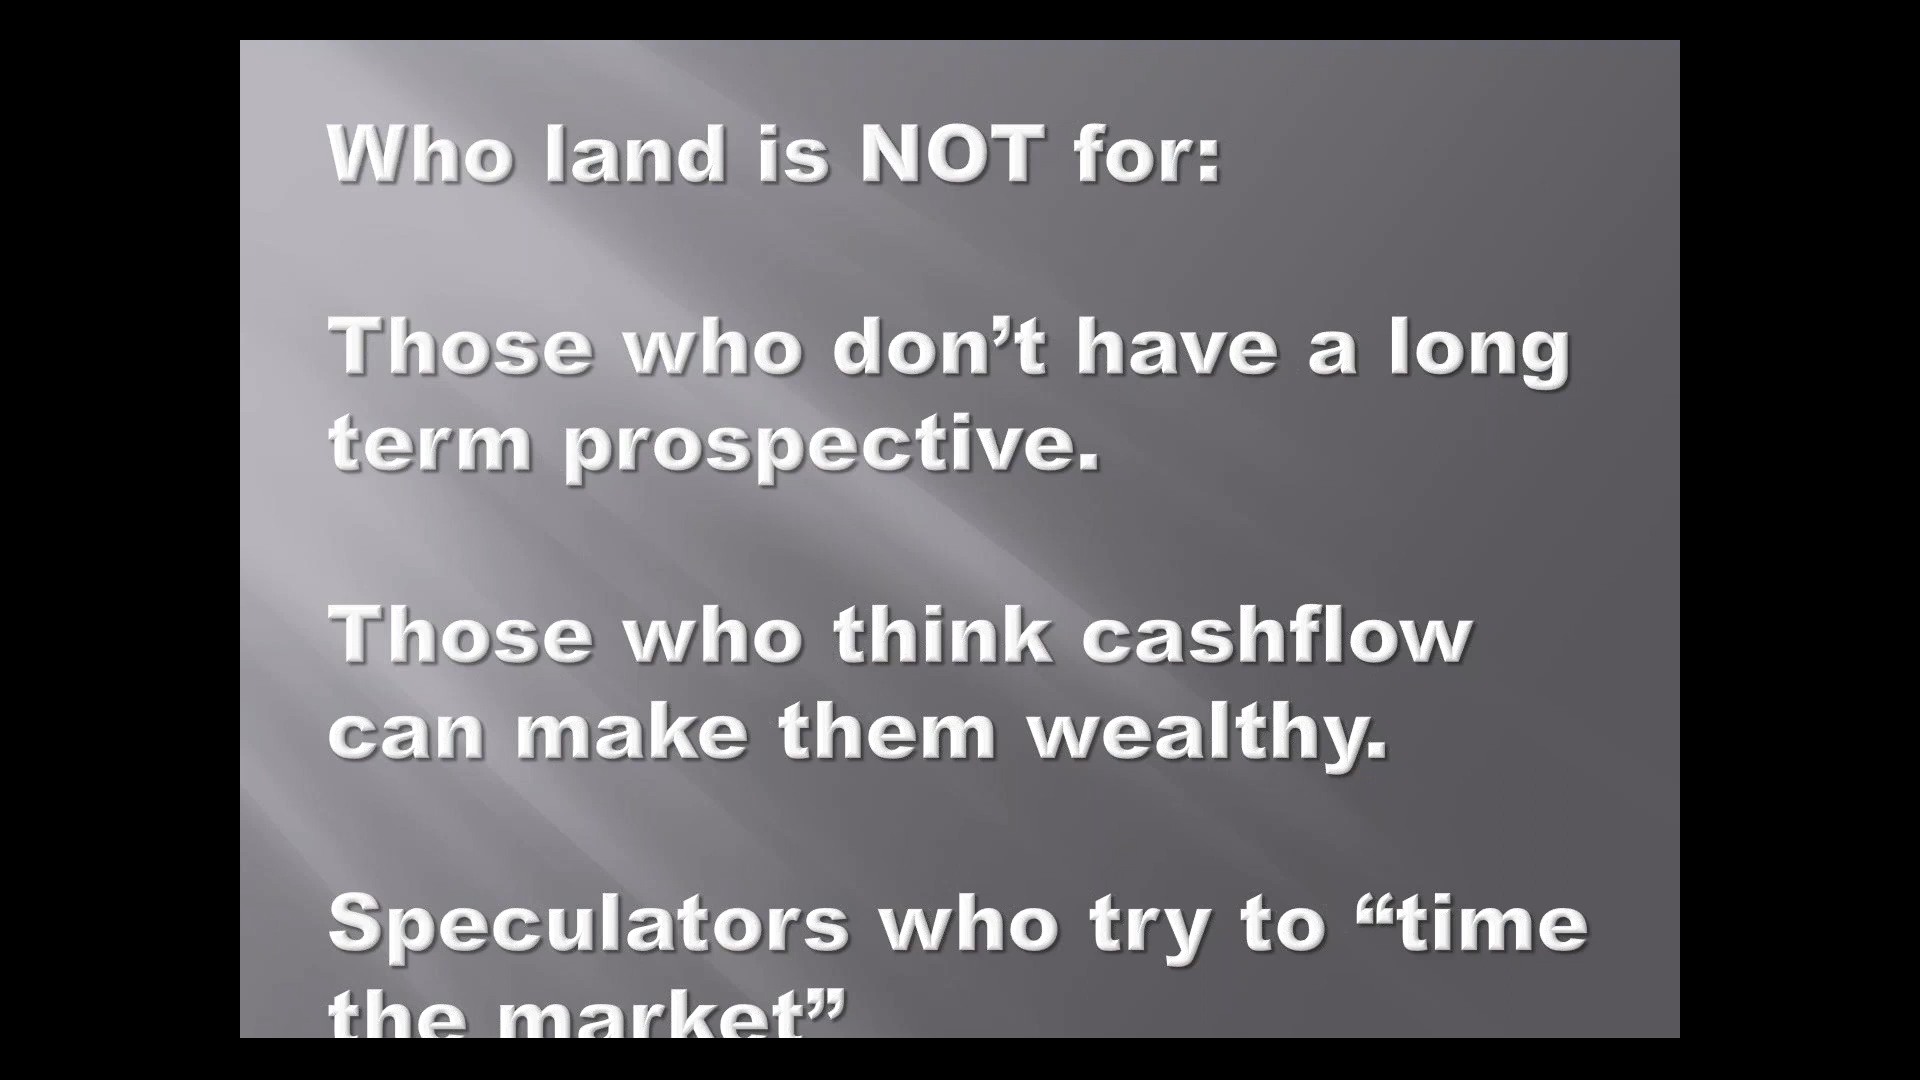 Who land is NOT for:
Those who don’t have a long
term prospective.
Those who think cashflow
can make them wealthy.
Speculators who try to “time
the market”